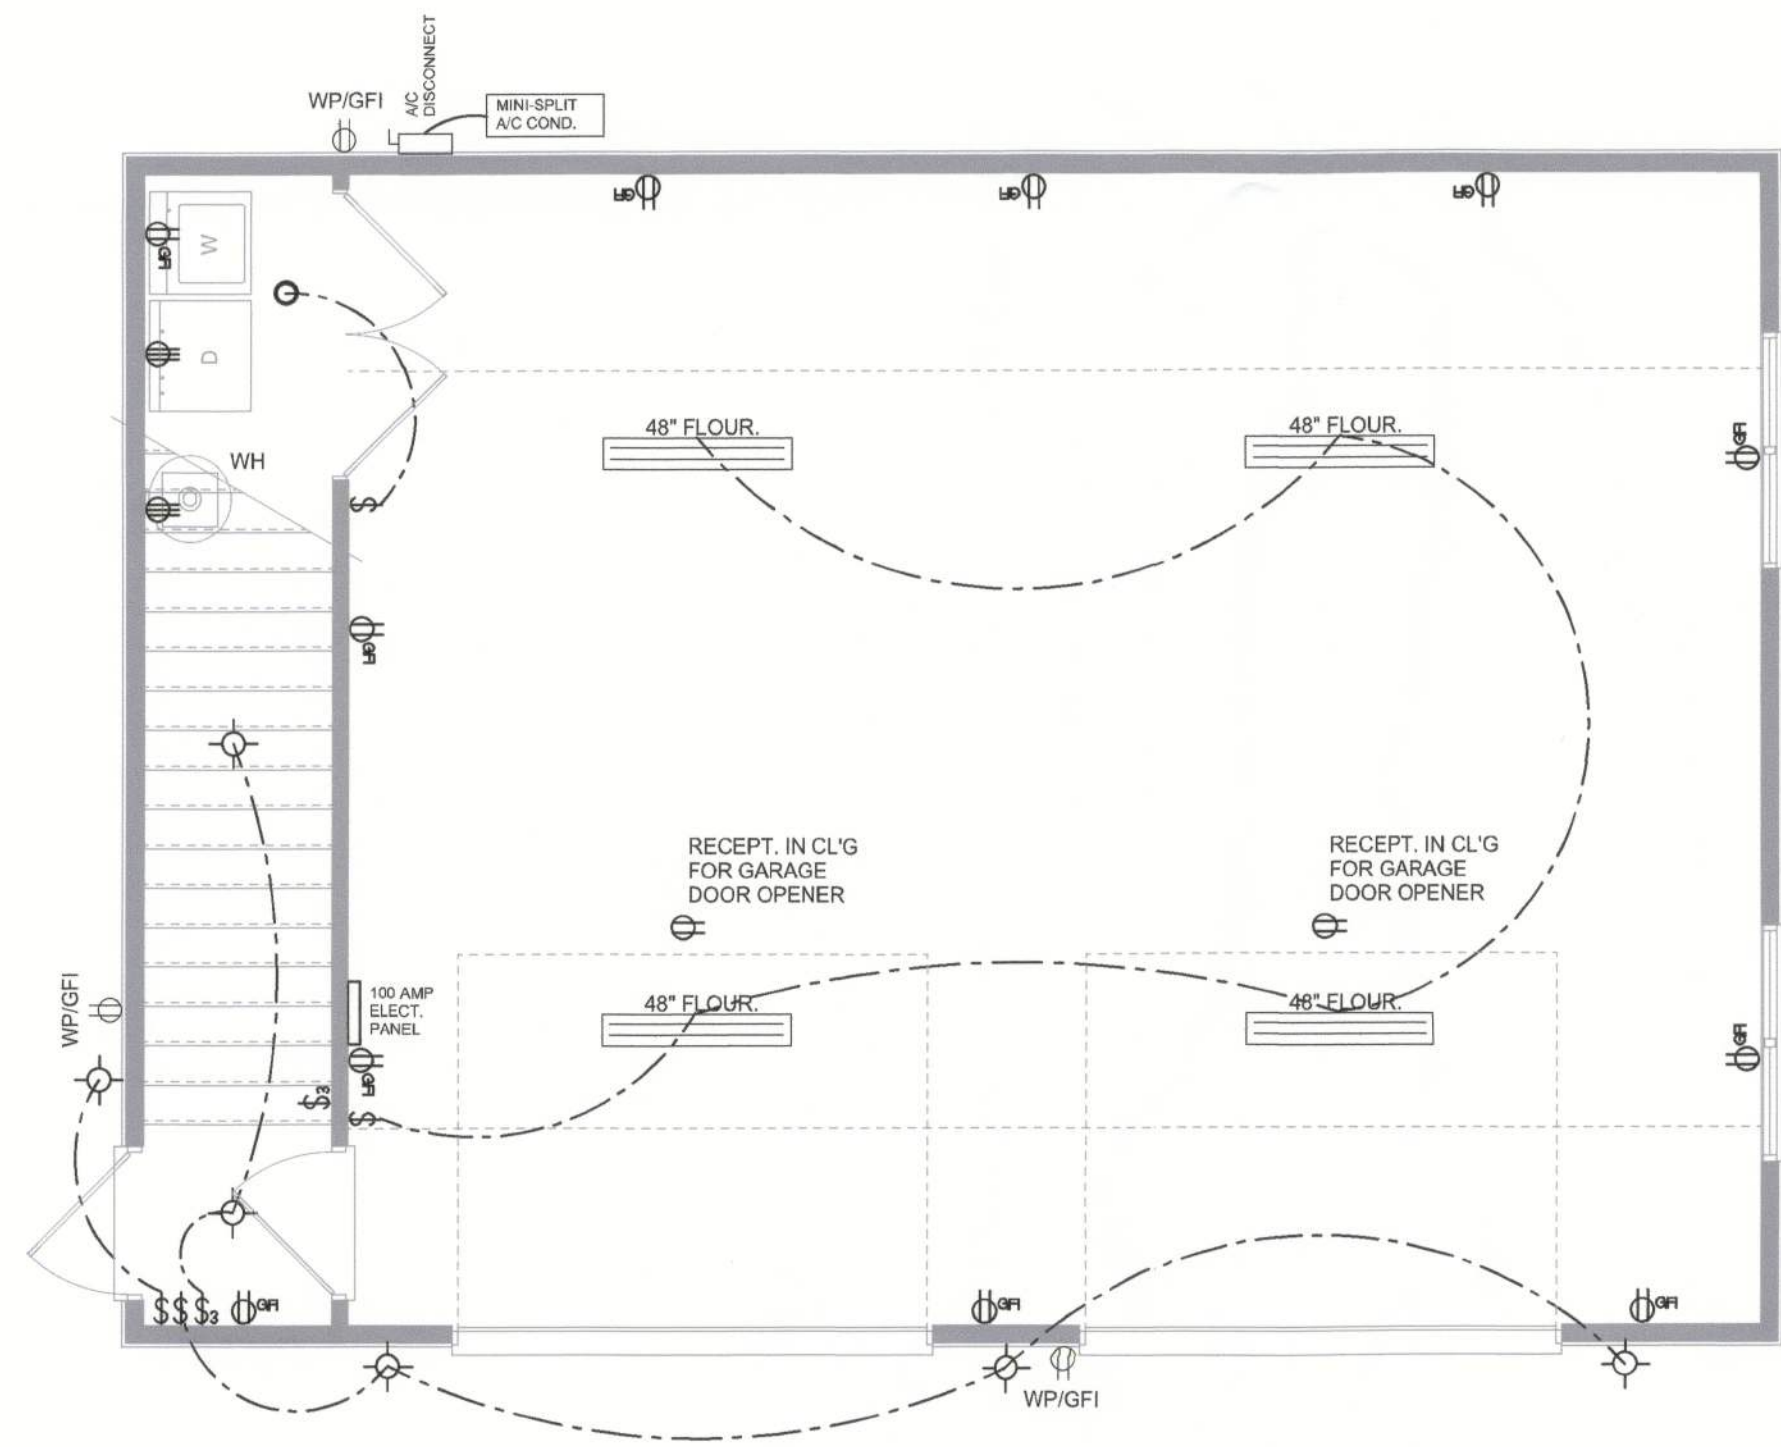 A/C
DISCONNECT
WP/GFI
MINI-SPLIT
A/C COND.
GFI
GFI
GFI
W
GFI
D
48" FLOUR.
48" FLOUR.
GFI
WH
$
GFI
RECEPT. IN CL'G
FOR GARAGE
DOOR OPENER
RECEPT. IN CL'G
FOR GARAGE
DOOR OPENER
WP/GFI
100 AMP
ELECT.
PANEL
48" FLOUR.
48" FLOUR.
GFI
GFI
$3
$
$ $ $3
GFI
GFI
GFI
WP/GFI